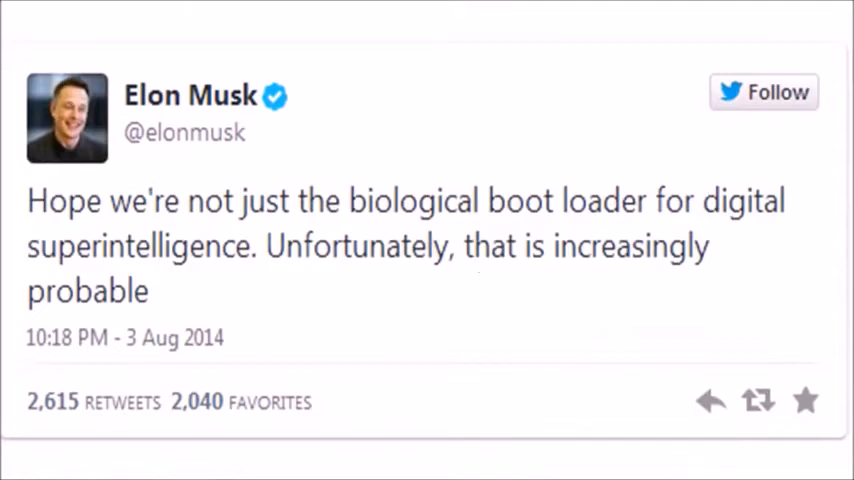 Elon Musk
@elonmusk
Follow
Hope we're not just the biological boot loader for digital
superintelligence. Unfortunately, that is increasingly
probable
10:18 PM - 3 Aug 2014
2,615 RETWEETS 2,040 FAVORITES